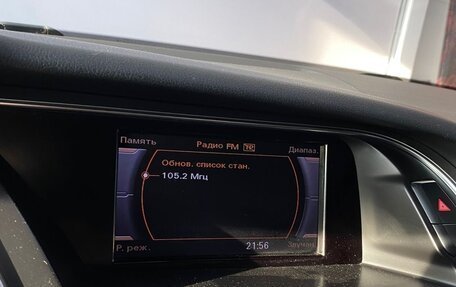 Память Радио FM TP Диапаз.
Обнов. список стан.
105.2 Мгц
Р. реж. 21:56 Звучан.